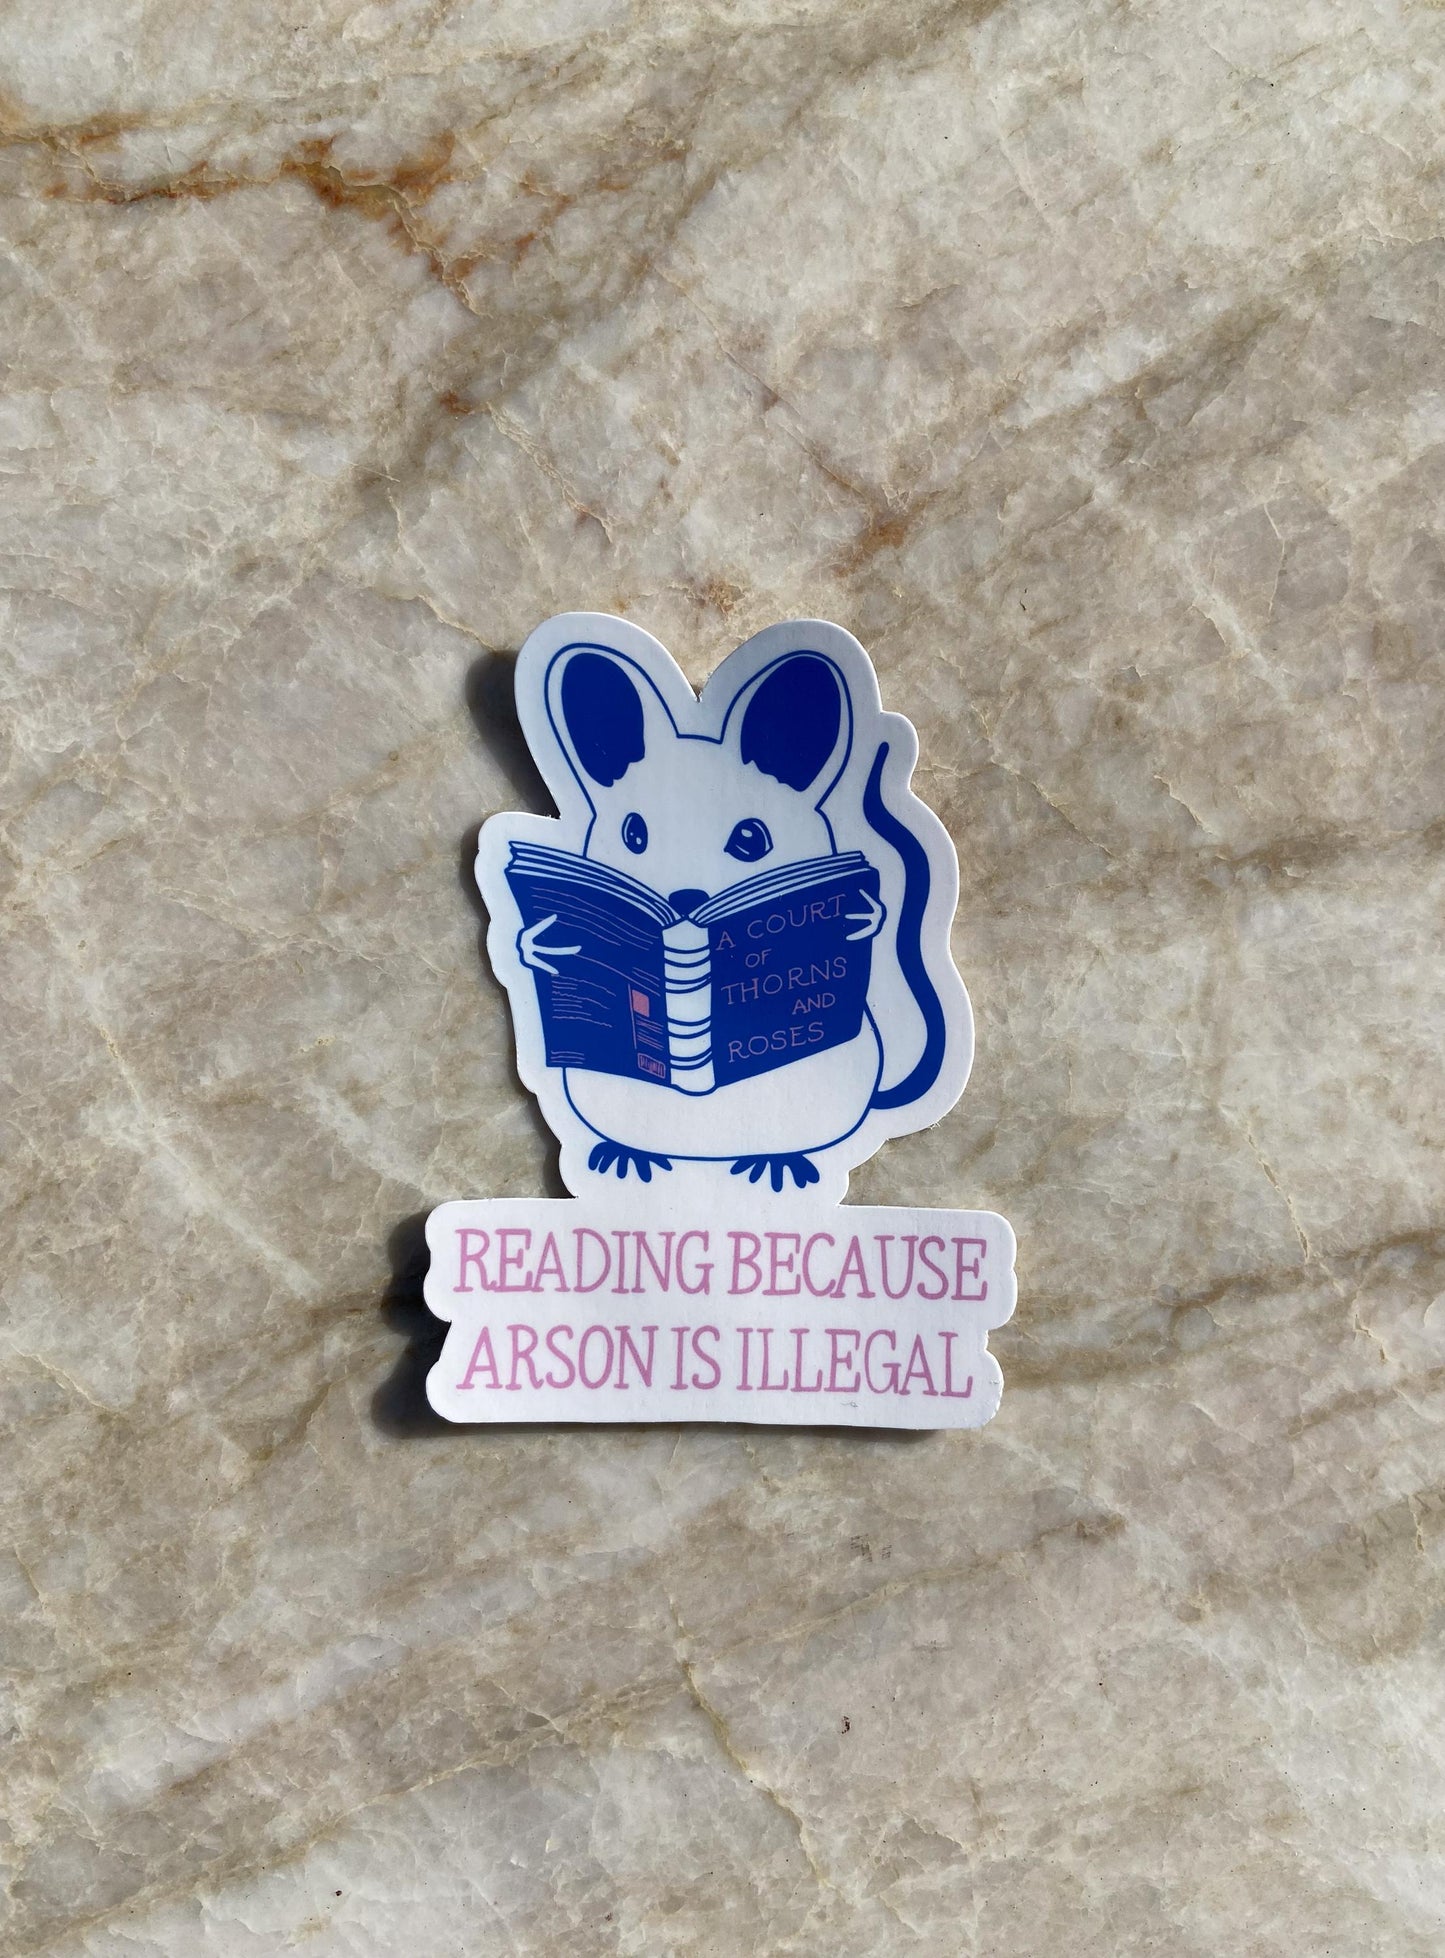 A COURT
OF
THORNS
AND
ROSES
READING BECAUSE
ARSON IS ILLEGAL